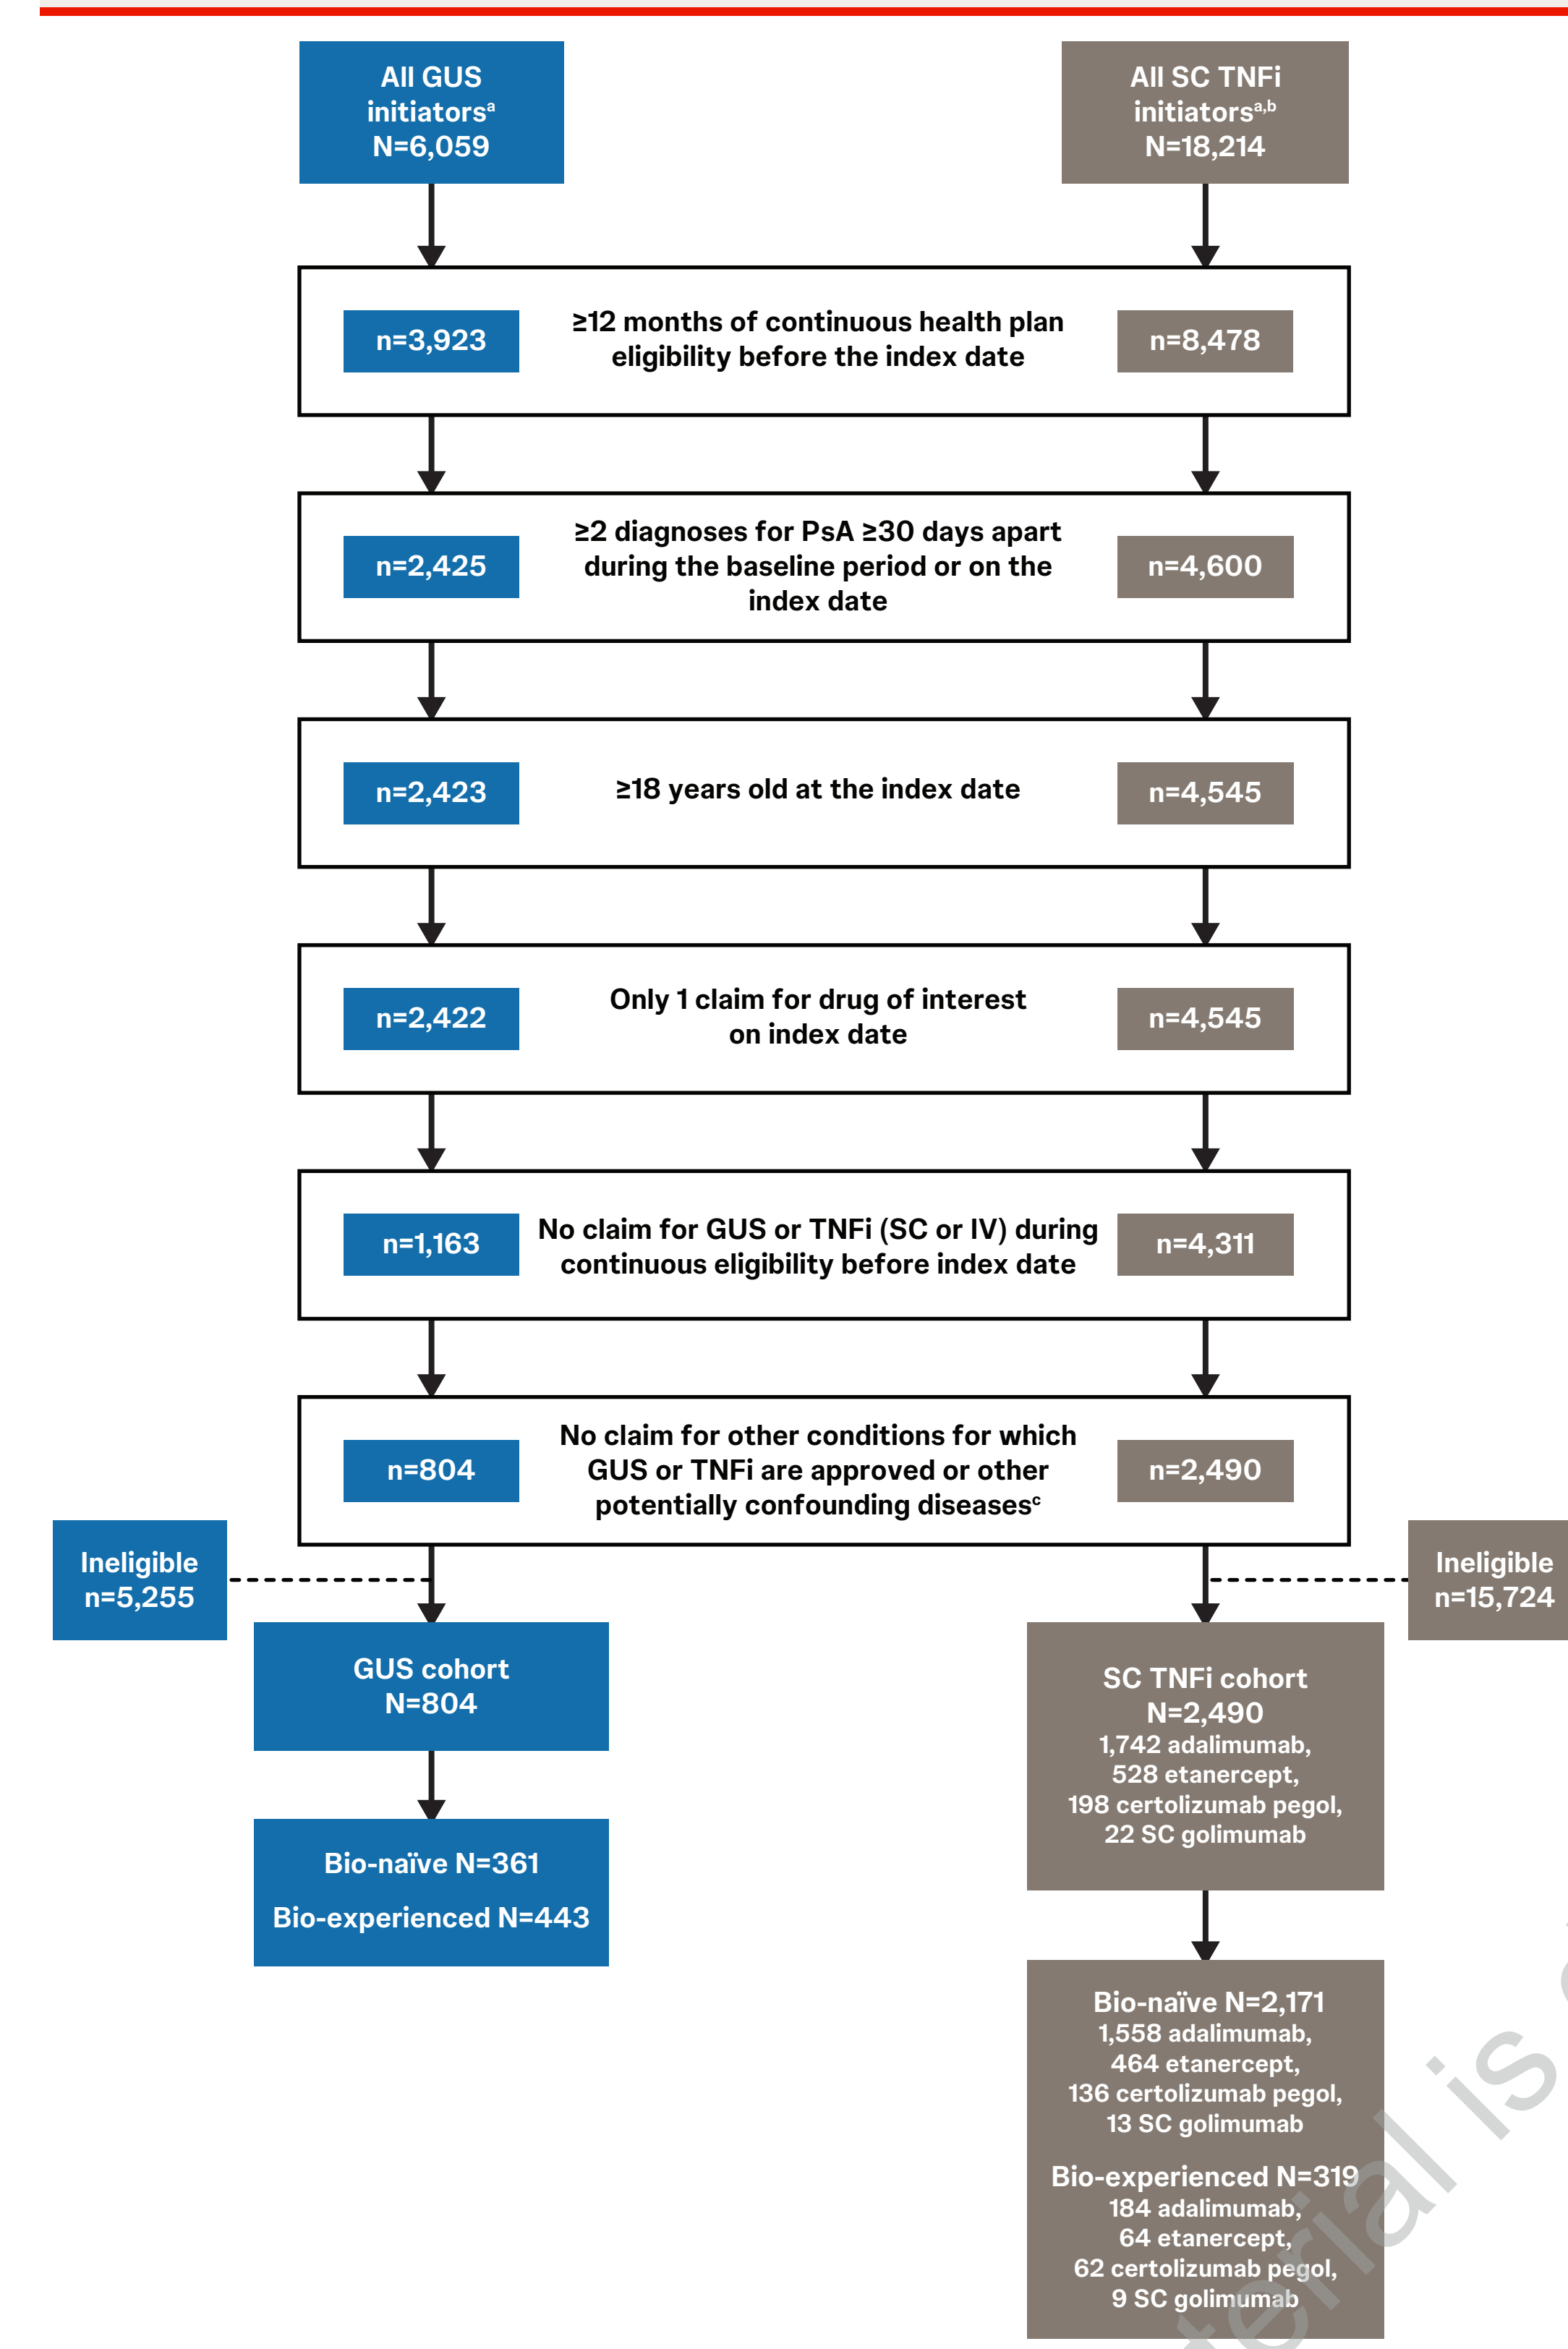 All GUS
initiatorsᵃ
N=6,059
All SC TNFi
initiatorsᵃ,ᵇ
N=18,214
n=3,923
≥12 months of continuous health plan
eligibility before the index date
n=8,478
n=2,425
≥2 diagnoses for PsA ≥30 days apart
during the baseline period or on the
index date
n=4,600
n=2,423
≥18 years old at the index date
n=4,545
n=2,422
Only 1 claim for drug of interest
on index date
n=4,545
n=1,163
No claim for GUS or TNFi (SC or IV) during
continuous eligibility before index date
n=4,311
n=804
No claim for other conditions for which
GUS or TNFi are approved or other
potentially confounding diseasesᶜ
n=2,490
Ineligible
n=5,255
Ineligible
n=15,724
GUS cohort
N=804
Bio-naïve N=361
Bio-experienced N=443
SC TNFi cohort
N=2,490
1,742 adalimumab,
528 etanercept,
198 certolizumab pegol,
22 SC golimumab
Bio-naïve N=2,171
1,558 adalimumab,
464 etanercept,
136 certolizumab pegol,
13 SC golimumab
Bio-experienced N=319
184 adalimumab,
64 etanercept,
62 certolizumab pegol,
9 SC golimumab
is